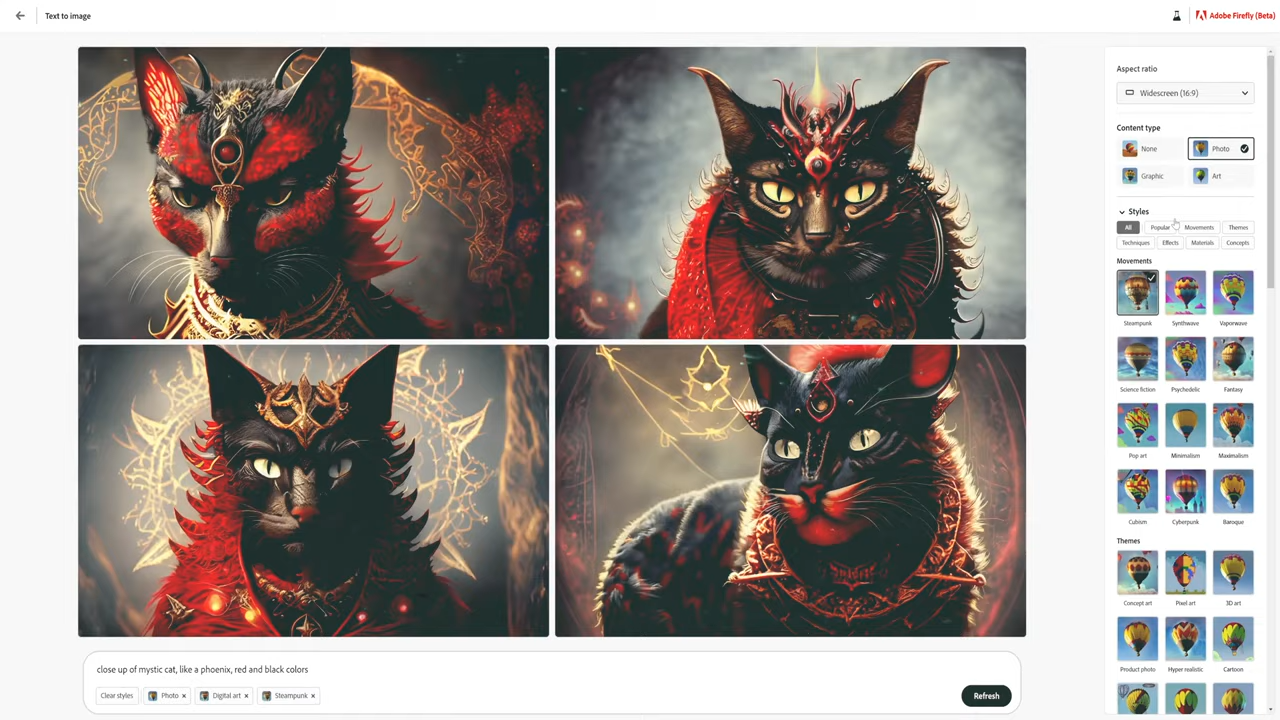 Text to image
Adobe Firefly (Beta)
Aspect ratio
Widescreen (16:9)
Content type
None
Photo
Graphic
Art
Styles
All
Popular
Movements
Themes
Techniques
Effects
Materials
Concepts
Movements
Steampunk
Synthwave
Vaporwave
Science fiction
Psychedelic
Fantasy
Pop art
Minimalism
Maximalism
Cubism
Cyberpunk
Baroque
Themes
Concept art
Pixel art
3D art
Product photo
Hyper realistic
Cartoon
close up of mystic cat, like a phoenix, red and black colors
Clear styles
Photo ×
Digital art ×
Steampunk ×
Refresh